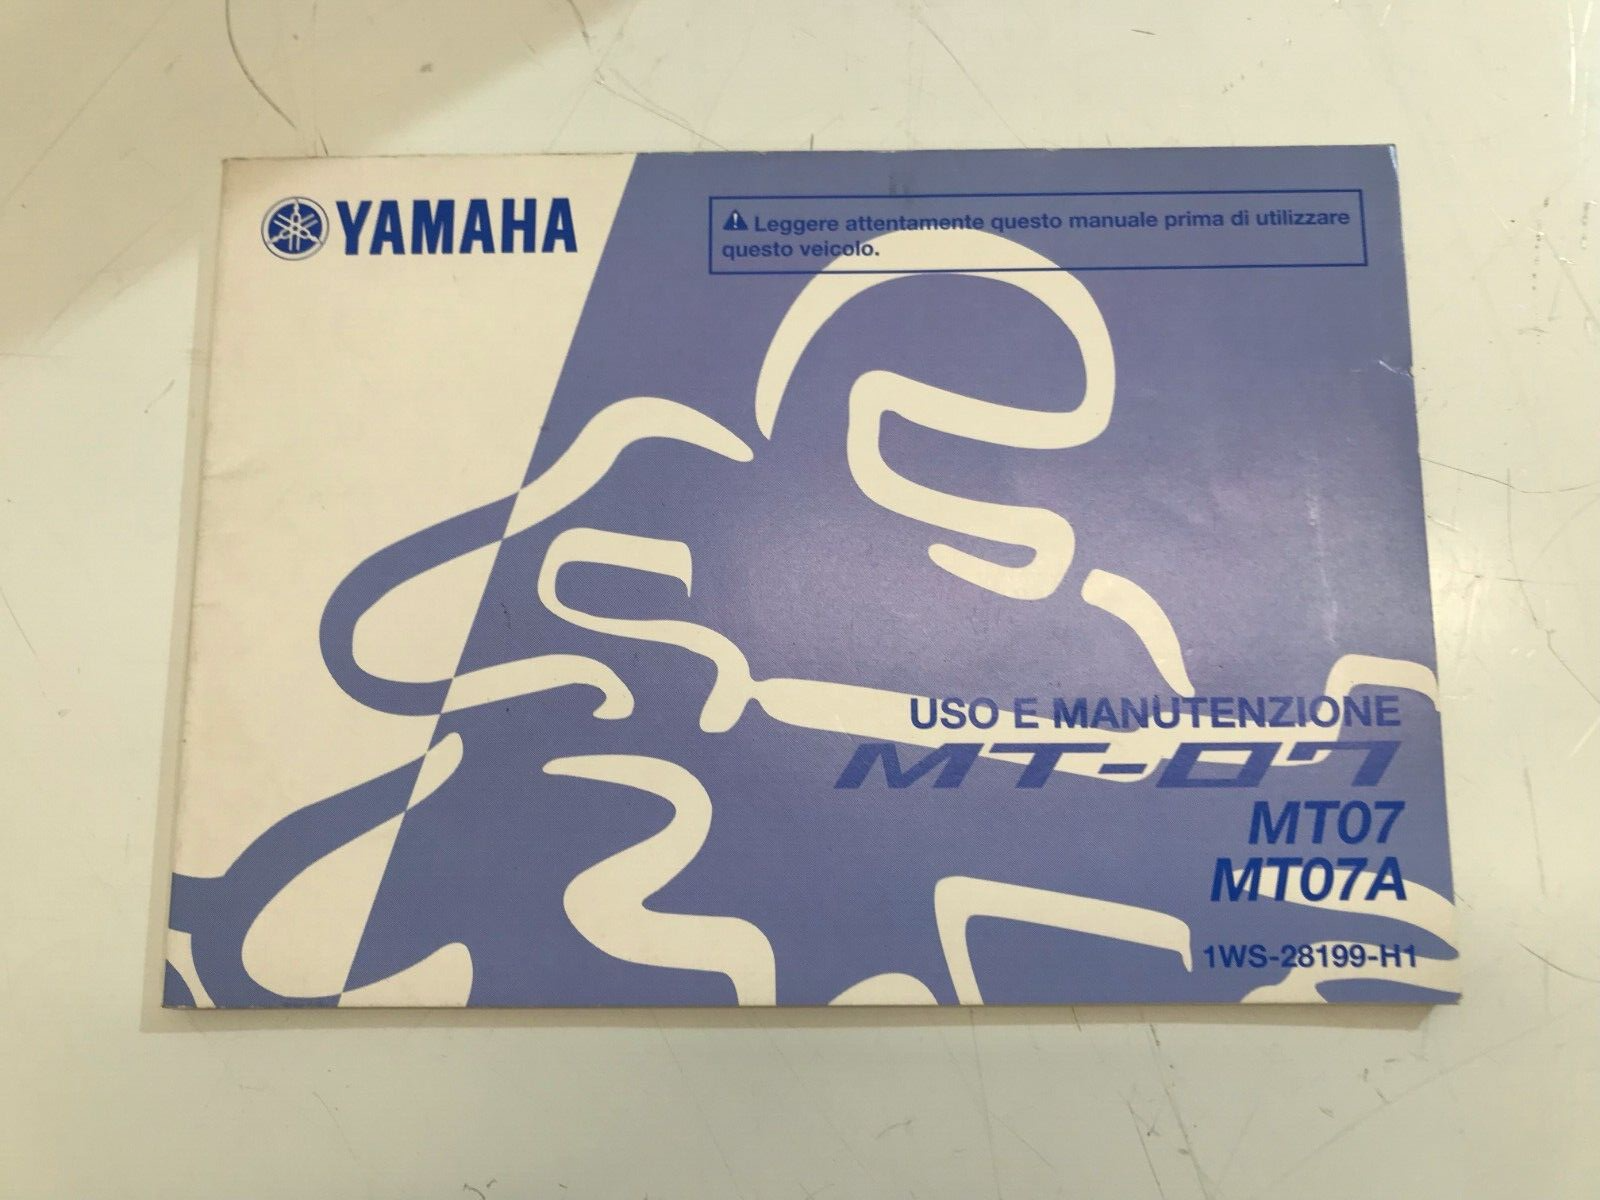 YAMAHA
⚠ Leggere attentamente questo manuale prima di utilizzare
questo veicolo.
USO E MANUTENZIONE
MT-07
MT07
MT07A
1WS-28199-H1